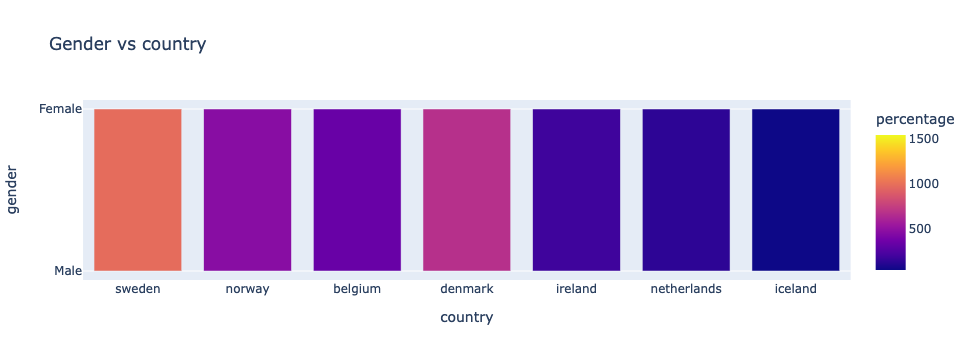 Gender vs country
Female
Male
gender
sweden norway belgium denmark ireland netherlands iceland
country
percentage
1500
1000
500